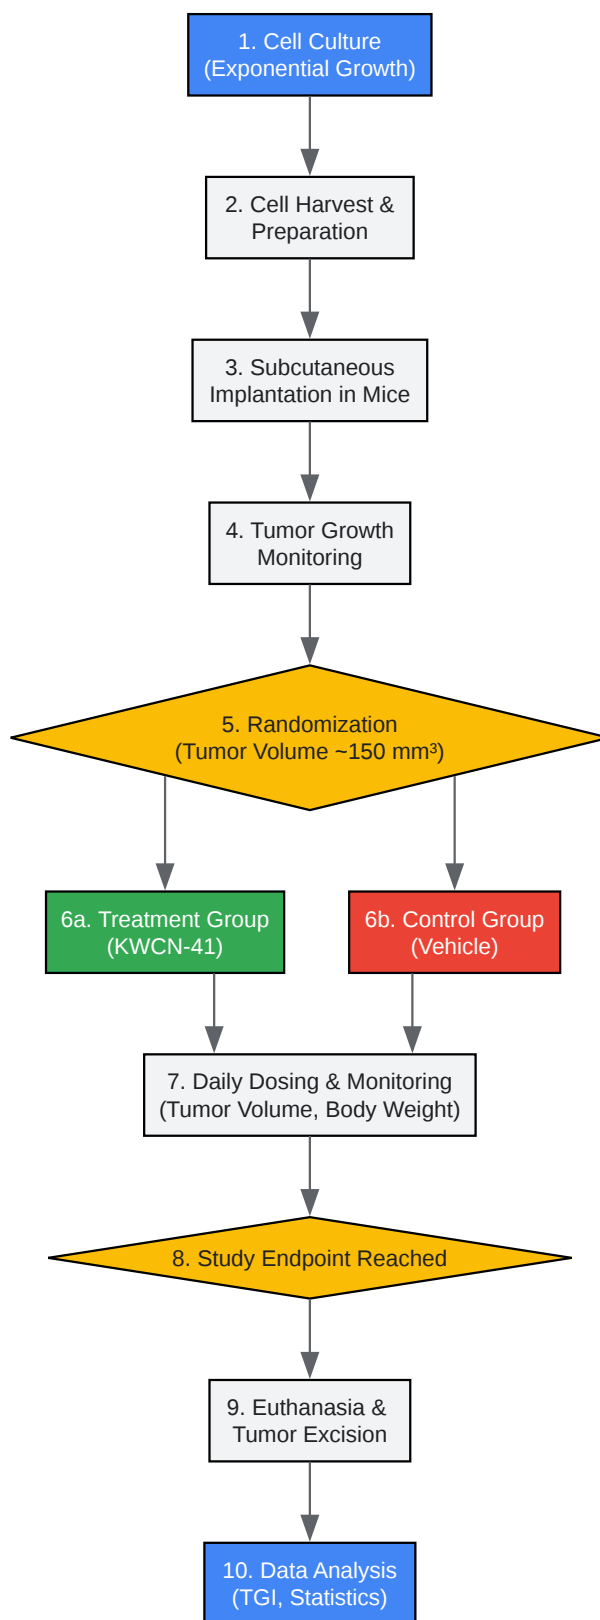 1. Cell Culture
(Exponential Growth)
2. Cell Harvest &
Preparation
3. Subcutaneous
Implantation in Mice
4. Tumor Growth
Monitoring
5. Randomization
(Tumor Volume ~150 mm³)
6a. Treatment Group
(KWCN-41)
6b. Control Group
(Vehicle)
7. Daily Dosing & Monitoring
(Tumor Volume, Body Weight)
8. Study Endpoint Reached
9. Euthanasia &
Tumor Excision
10. Data Analysis
(TGI, Statistics)